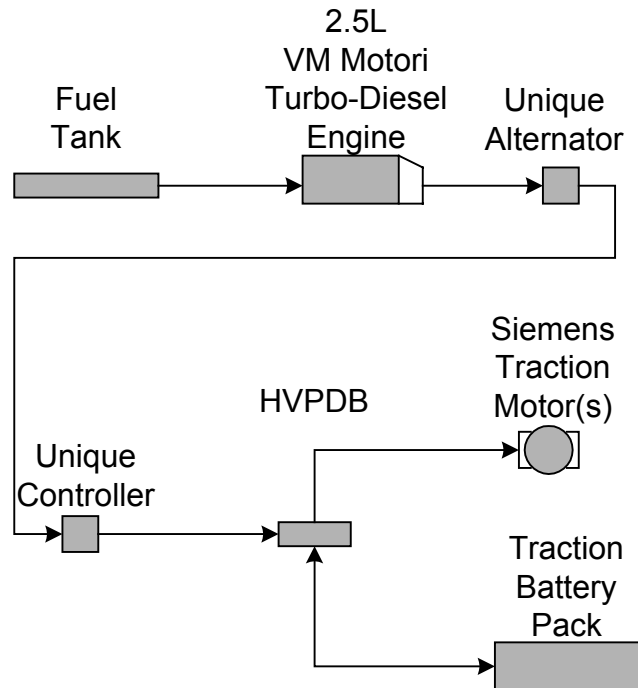 2.5L
VM Motori
Turbo-Diesel
Engine
Fuel
Tank
Unique
Alternator
Siemens
Traction
Motor(s)
HVPDB
Unique
Controller
Traction
Battery
Pack